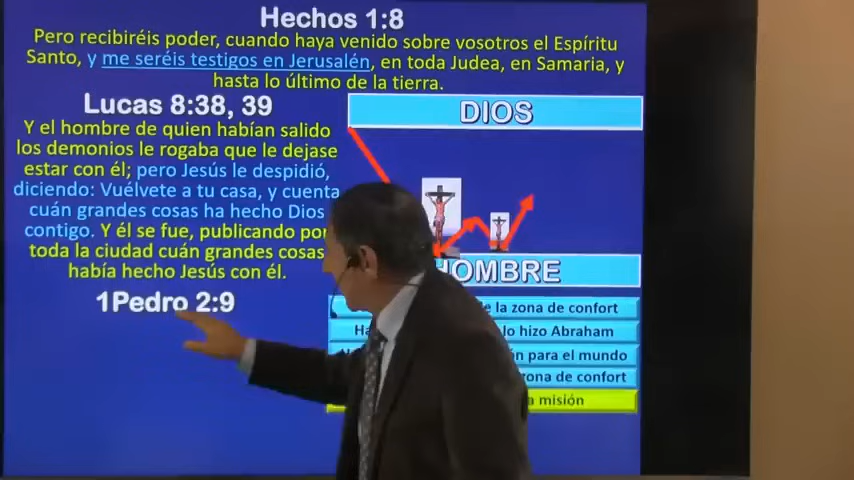 Hechos 1:8
Pero recibiréis poder, cuando haya venido sobre vosotros el Espíritu
Santo, y me seréis testigos en Jerusalén, en toda Judea, en Samaria, y
hasta lo último de la tierra.
Lucas 8:38, 39
Y el hombre de quien habían salido
los demonios le rogaba que le dejase
estar con él; pero Jesús le despidió,
diciendo: Vuélvete a tu casa, y cuenta
cuán grandes cosas ha hecho Dios
contigo. Y él se fue, publicando por
toda la ciudad cuán grandes cosas
había hecho Jesús con él.
1Pedro 2:9
DIOS
HOMBRE
la zona de confort
lo hizo Abraham
para el mundo
zona de confort
misión